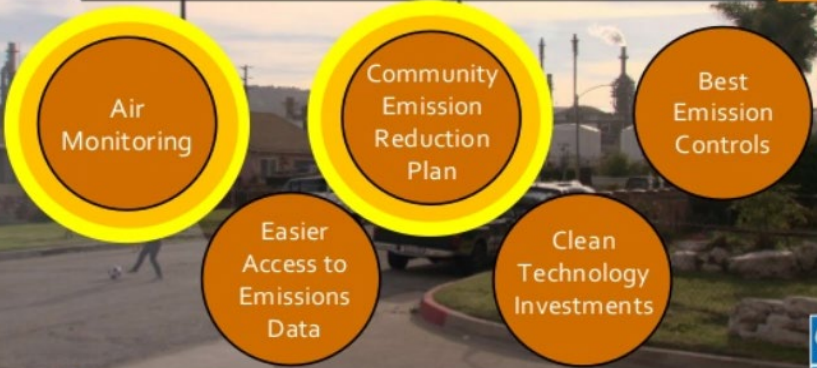 Air
Monitoring
Community
Emission
Reduction
Plan
Best
Emission
Controls
Easier
Access to
Emissions
Data
Clean
Technology
Investments